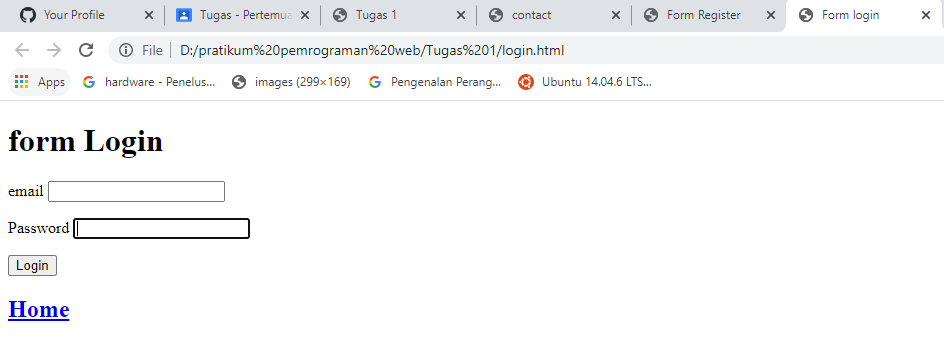 Your Profile
Tugas - Pertemua
Tugas 1
contact
Form Register
Form login
File
D:/pratikum%20pemrograman%20web/Tugas%201/login.html
Apps
hardware - Penelus...
images (299×169)
Pengenalan Perang...
Ubuntu 14.04.6 LTS...
form Login
email
Password
Login
Home